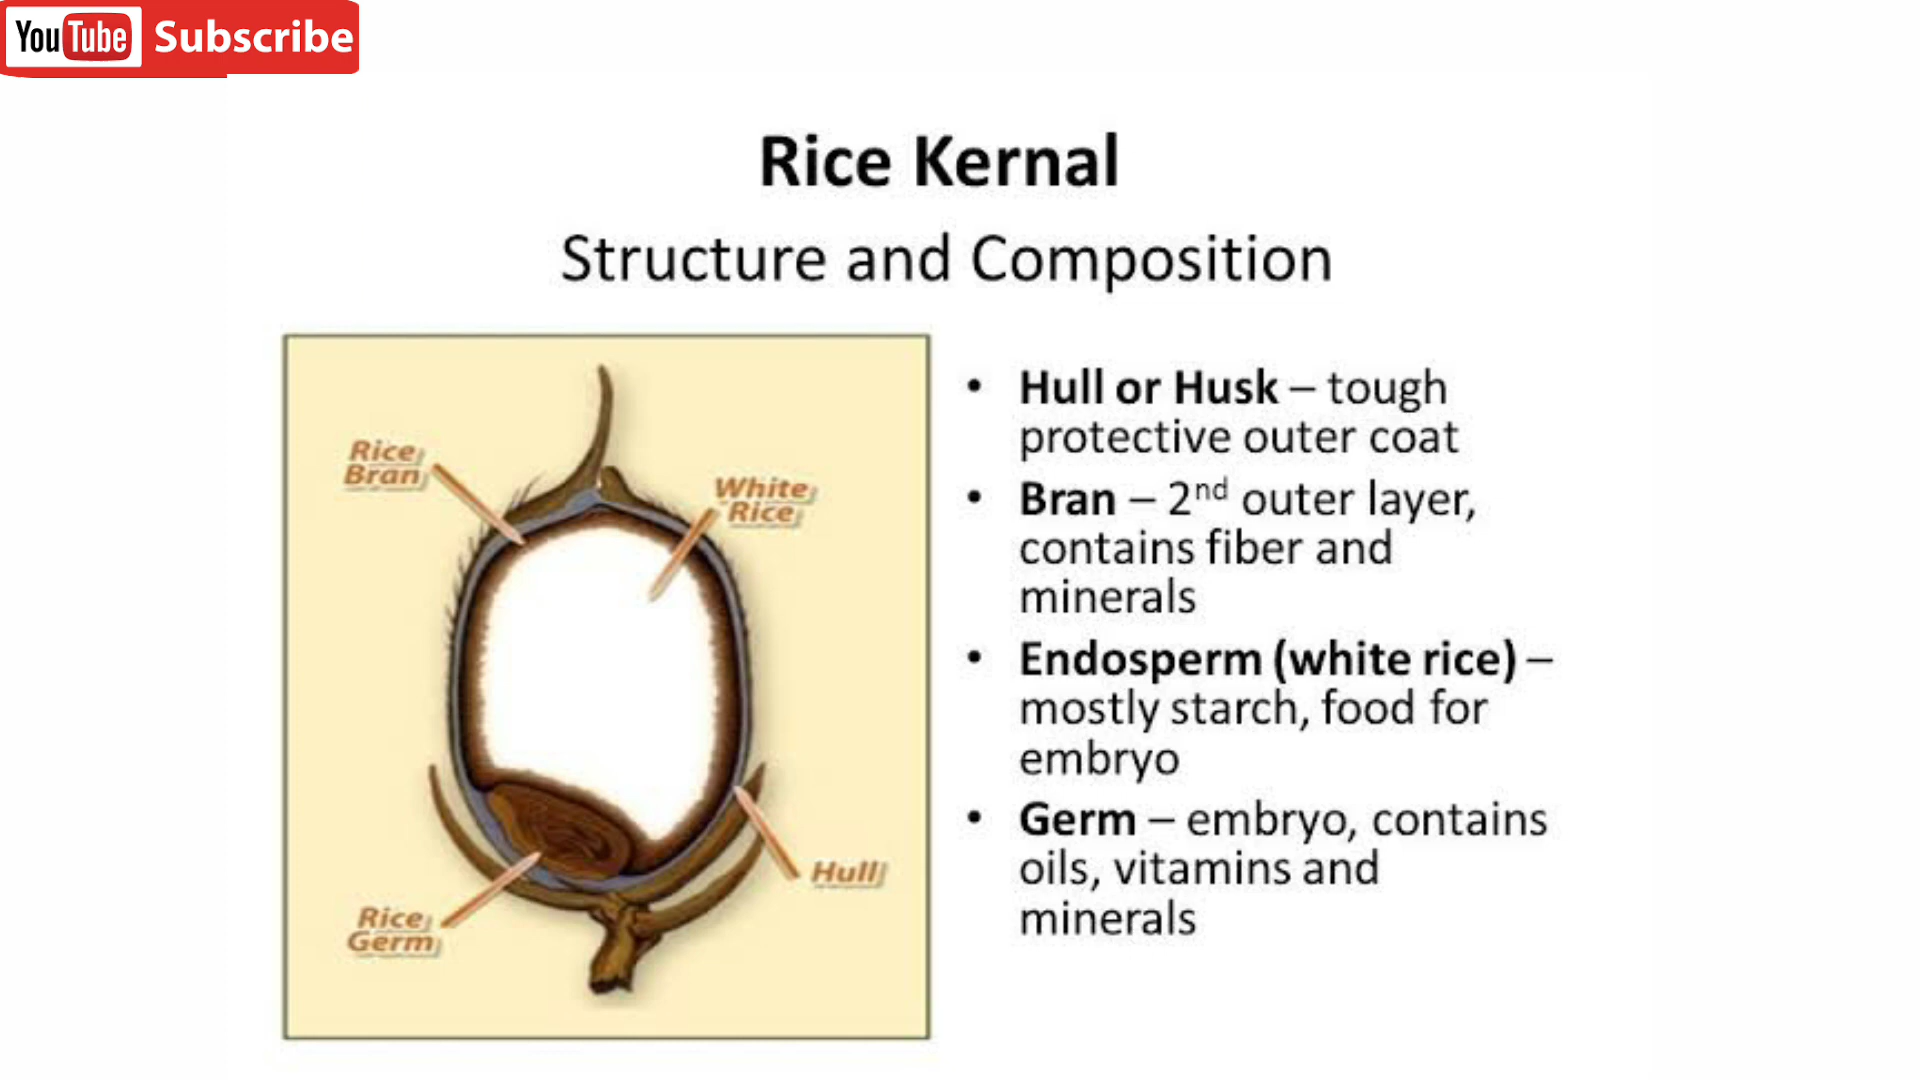 YouTube Subscribe
Rice Kernal
Structure and Composition
Rice
Bran
White
Rice
Hull
Rice
Germ
• Hull or Husk – tough
protective outer coat
• Bran – 2nd outer layer,
contains fiber and
minerals
• Endosperm (white rice) –
mostly starch, food for
embryo
• Germ – embryo, contains
oils, vitamins and
minerals